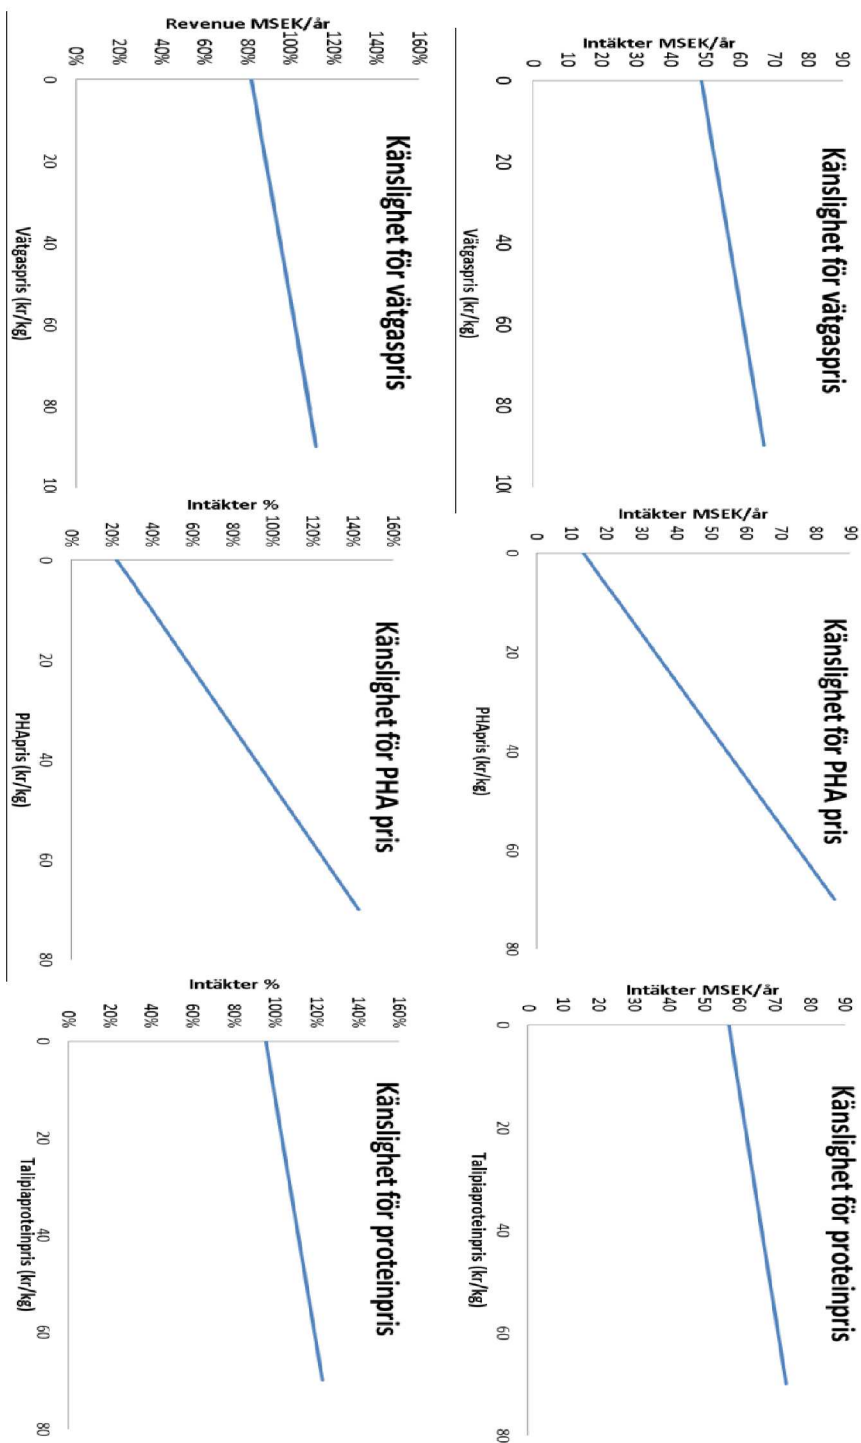 Känslighet för vätgaspris
Intäkter MSEK/år
90
80
70
60
50
40
30
20
10
0
0 20 40 60 80 10
Vätgaspris (kr/kg)
Känslighet för PHA pris
Intäkter MSEK/år
90
80
70
60
50
40
30
20
10
0
0 20 40 60 80
PHApris (kr/kg)
Känslighet för proteinpris
Intäkter MSEK/år
90
80
70
60
50
40
30
20
10
0
0 20 40 60 80
Talipiaproteinpris (kr/kg)
Känslighet för vätgaspris
Revenue MSEK/år
160%
140%
120%
100%
80%
60%
40%
20%
0%
0 20 40 60 80 10
Vätgaspris (kr/kg)
Känslighet för PHA pris
Intäkter %
160%
140%
120%
100%
80%
60%
40%
20%
0%
0 20 40 60 80
PHApris (kr/kg)
Känslighet för proteinpris
Intäkter %
160%
140%
120%
100%
80%
60%
40%
20%
0%
0 20 40 60 80
Talipiaproteinpris (kr/kg)